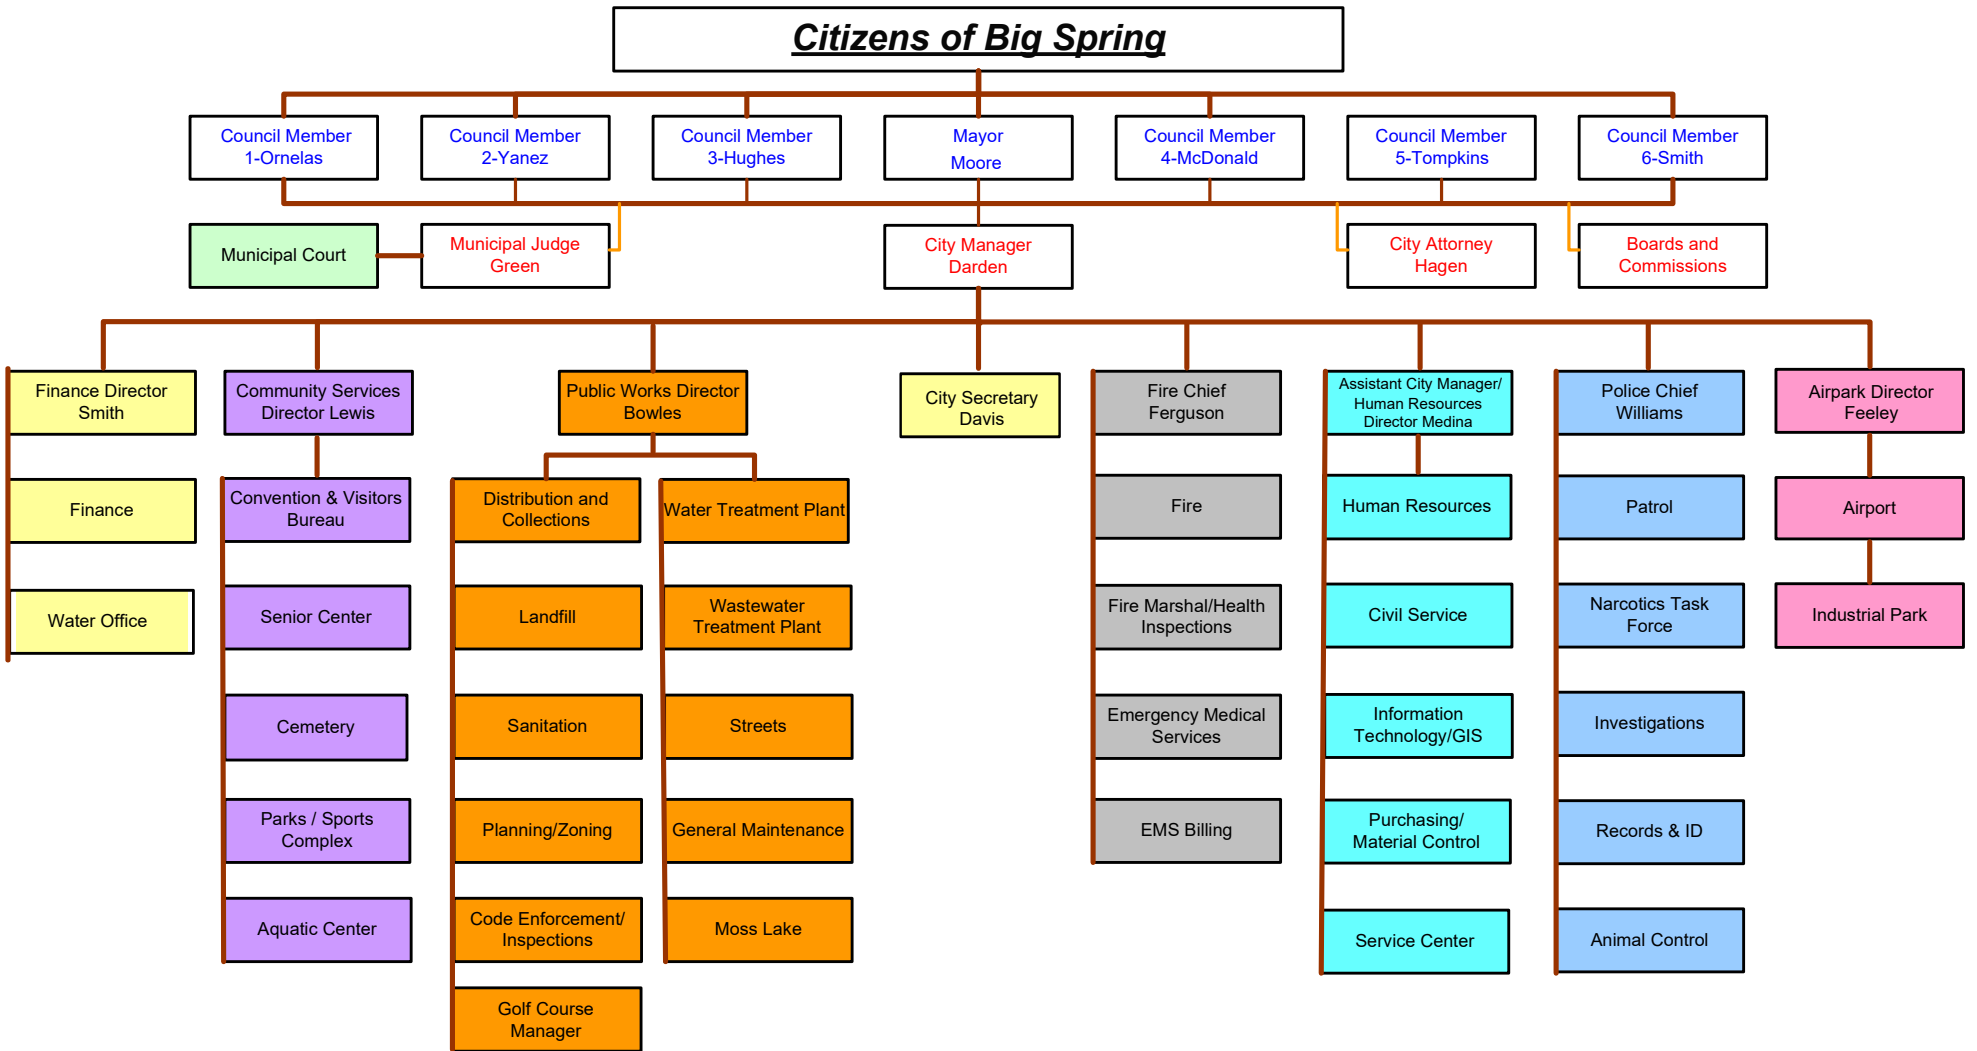 Citizens of Big Spring
Council Member
1-Ornelas
Council Member
2-Yanez
Council Member
3-Hughes
Mayor
Moore
Council Member
4-McDonald
Council Member
5-Tompkins
Council Member
6-Smith
Municipal Court
Municipal Judge
Green
City Manager
Darden
City Attorney
Hagen
Boards and
Commissions
Finance Director
Smith
Community Services
Director Lewis
Public Works Director
Bowles
City Secretary
Davis
Fire Chief
Ferguson
Assistant City Manager/
Human Resources
Director Medina
Police Chief
Williams
Airpark Director
Feeley
Finance
Convention & Visitors
Bureau
Distribution and
Collections
Water Treatment Plant
Fire
Human Resources
Patrol
Airport
Water Office
Senior Center
Landfill
Wastewater
Treatment Plant
Fire Marshal/Health
Inspections
Civil Service
Narcotics Task
Force
Industrial Park
Cemetery
Sanitation
Streets
Emergency Medical
Services
Information
Technology/GIS
Investigations
Parks / Sports
Complex
Planning/Zoning
General Maintenance
EMS Billing
Purchasing/
Material Control
Records & ID
Aquatic Center
Code Enforcement/
Inspections
Moss Lake
Service Center
Animal Control
Golf Course
Manager